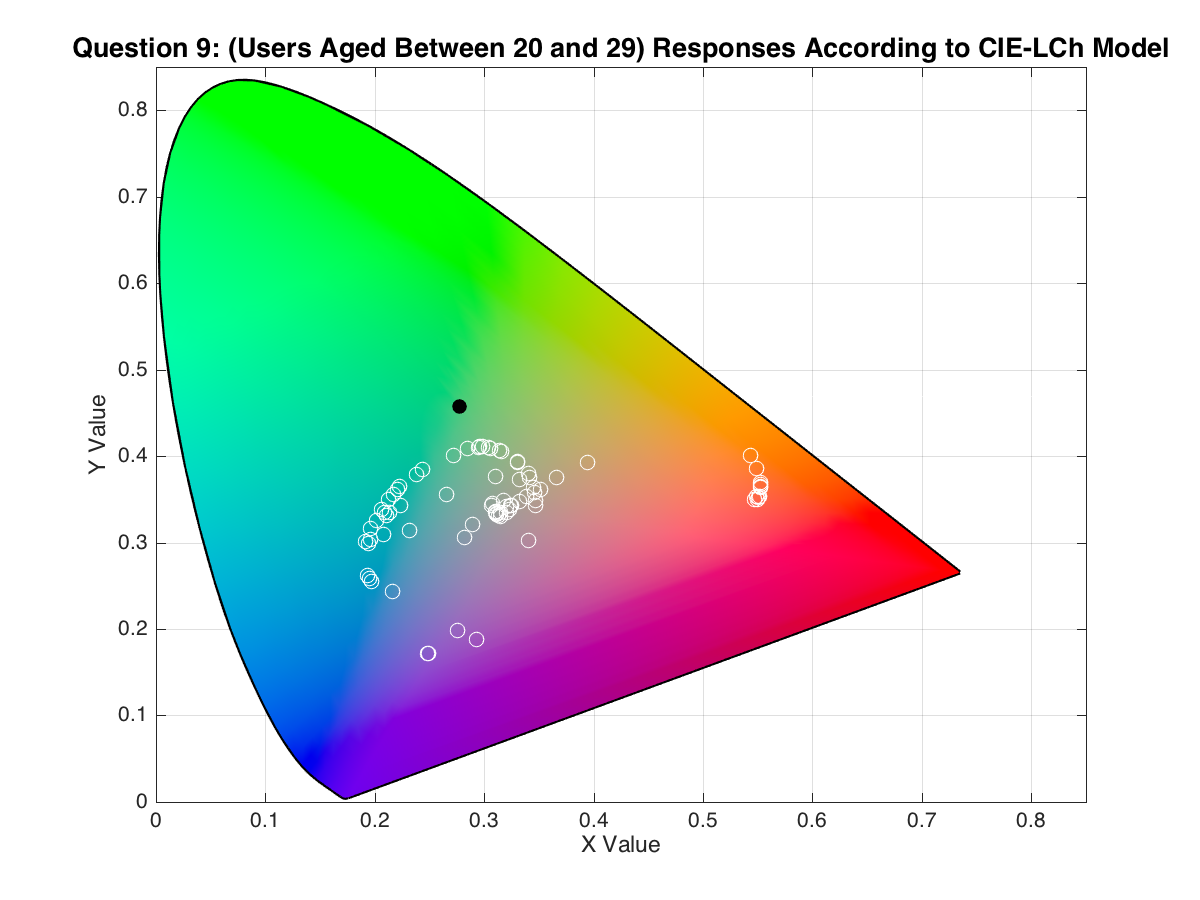 Question 9: (Users Aged Between 20 and 29) Responses According to CIE-LCh Model
0.8
0.7
0.6
0.5
0.4
0.3
0.2
0.1
0
Y Value
0 0.1 0.2 0.3 0.4 0.5 0.6 0.7 0.8
X Value